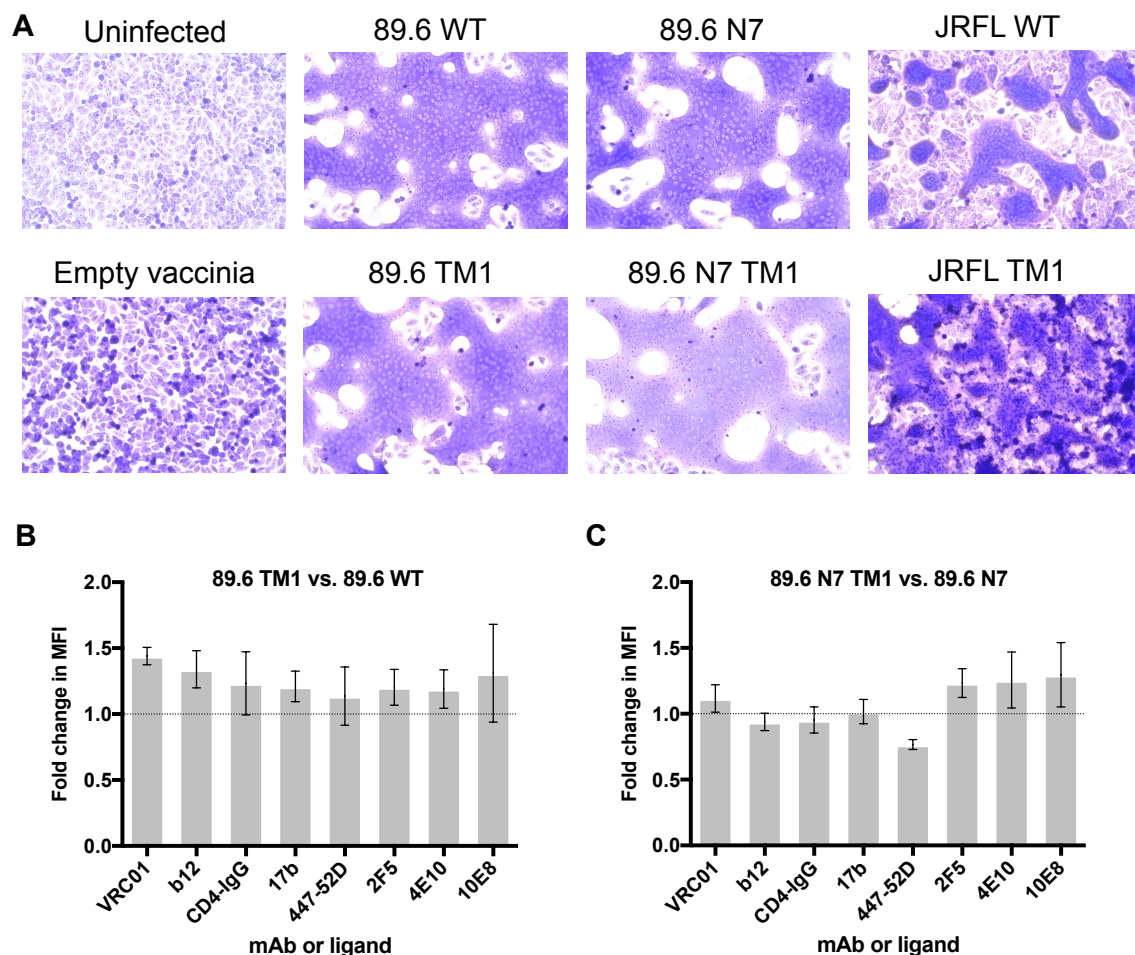 A
Uninfected
89.6 WT
89.6 N7
JRFL WT
Empty vaccinia
89.6 TM1
89.6 N7 TM1
JRFL TM1
B
89.6 TM1 vs. 89.6 WT
Fold change in MFI
2.0
1.5
1.0
0.5
0.0
VRC01
b12
CD4-IgG
17b
447-52D
2F5
4E10
10E8
mAb or ligand
C
89.6 N7 TM1 vs. 89.6 N7
Fold change in MFI
2.0
1.5
1.0
0.5
0.0
VRC01
b12
CD4-IgG
17b
447-52D
2F5
4E10
10E8
mAb or ligand